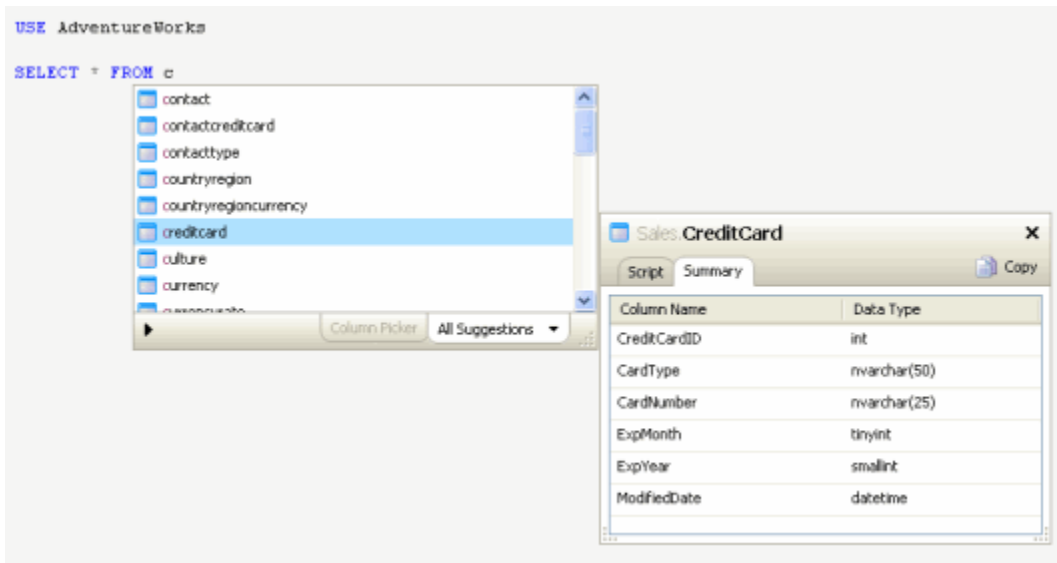 USE AdventureWorks
SELECT * FROM c
contact
contactcreditcard
contacttype
countryregion
countryregioncurrency
creditcard
culture
currency
Column Picker All Suggestions
Sales.CreditCard
Script Summary Copy
Column Name Data Type
CreditCardID int
CardType nvarchar(50)
CardNumber nvarchar(25)
ExpMonth tinyint
ExpYear smallint
ModifiedDate datetime